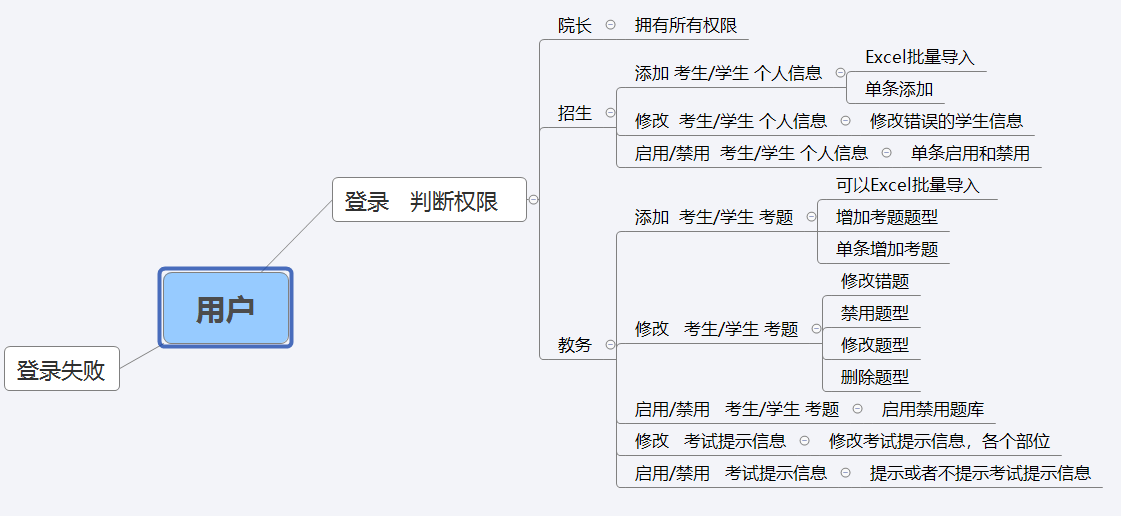 院长
拥有所有权限
招生
添加 考生/学生 个人信息
Excel批量导入
单条添加
修改 考生/学生 个人信息
修改错误的学生信息
启用/禁用 考生/学生 个人信息
单条启用和禁用
登录 判断权限
教务
添加 考生/学生 考题
可以Excel批量导入
增加考题题型
单条增加考题
修改 考生/学生 考题
修改错题
禁用题型
修改题型
删除题型
启用/禁用 考生/学生 考题
启用禁用题库
修改 考试提示信息
修改考试提示信息，各个部位
启用/禁用 考试提示信息
提示或者不提示考试提示信息
用户
登录失败